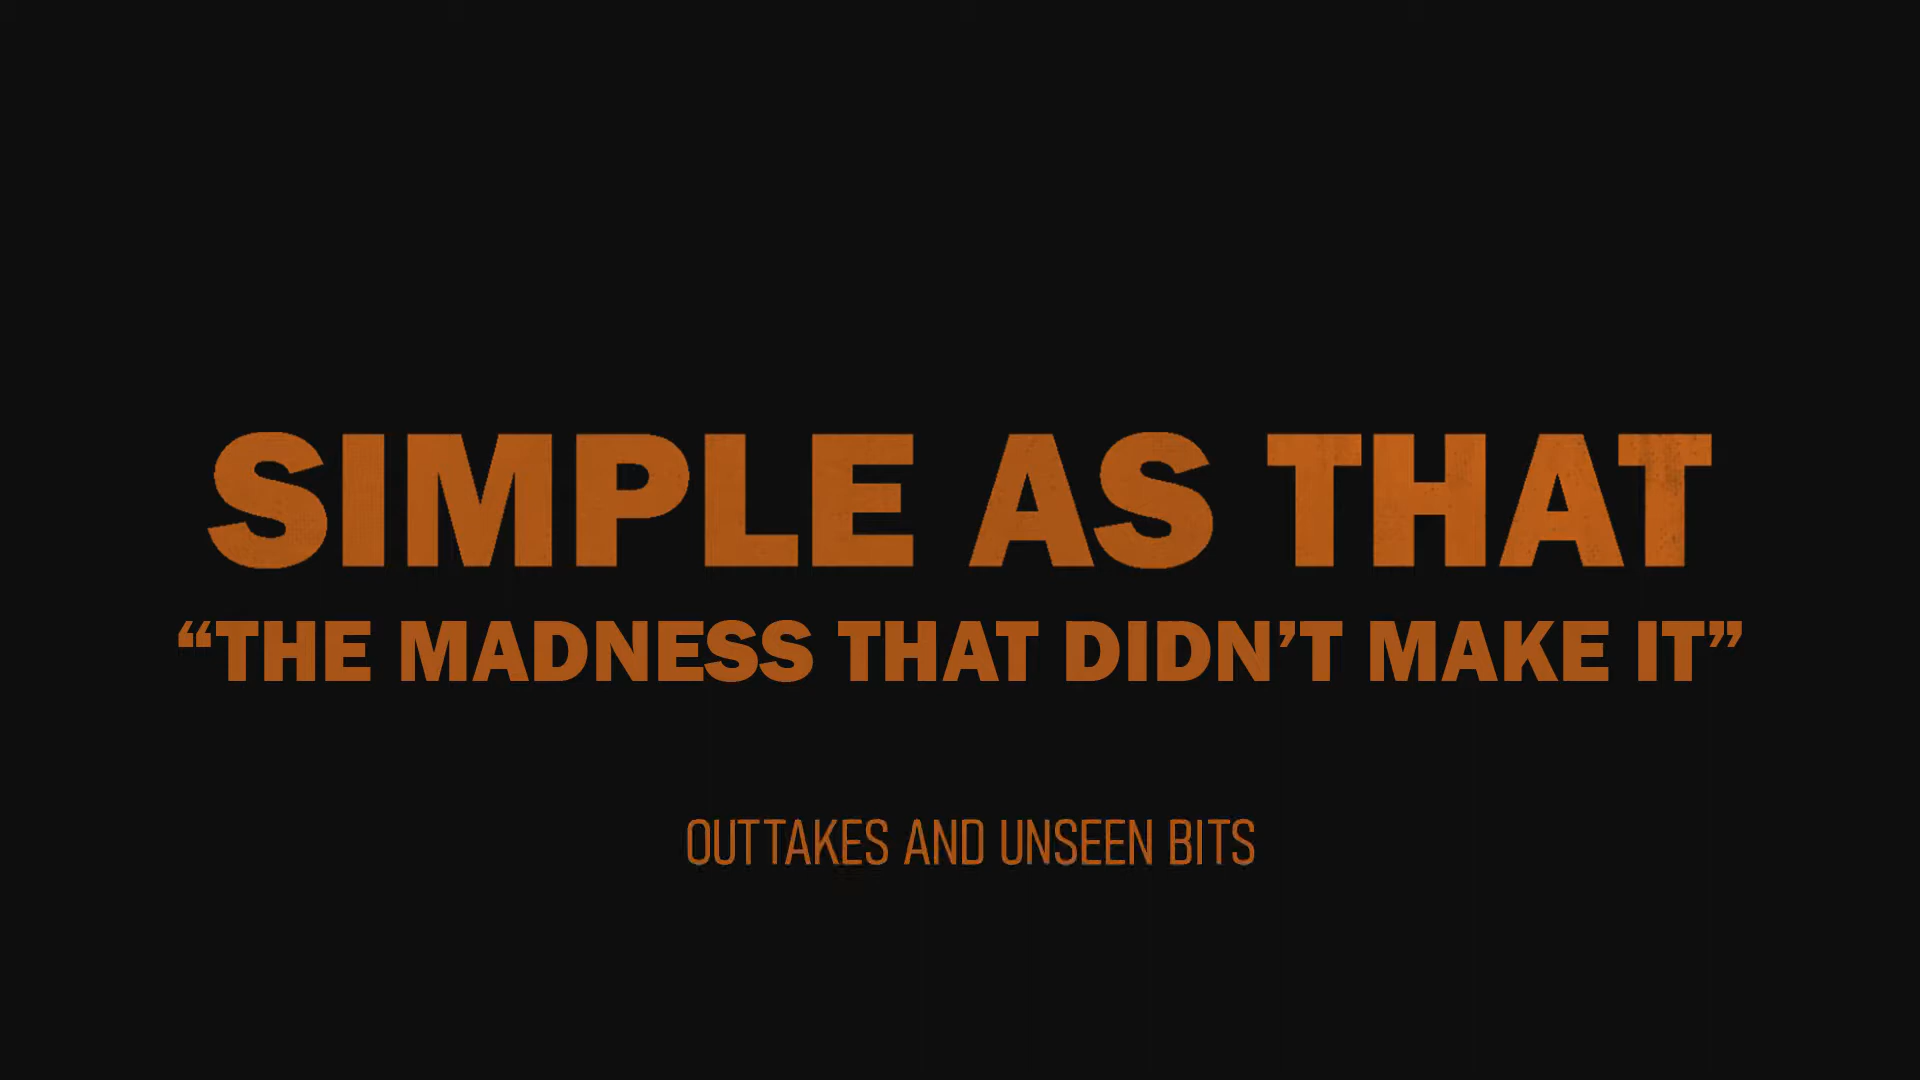 SIMPLE AS THAT
“THE MADNESS THAT DIDN’T MAKE IT”
OUTTAKES AND UNSEEN BITS